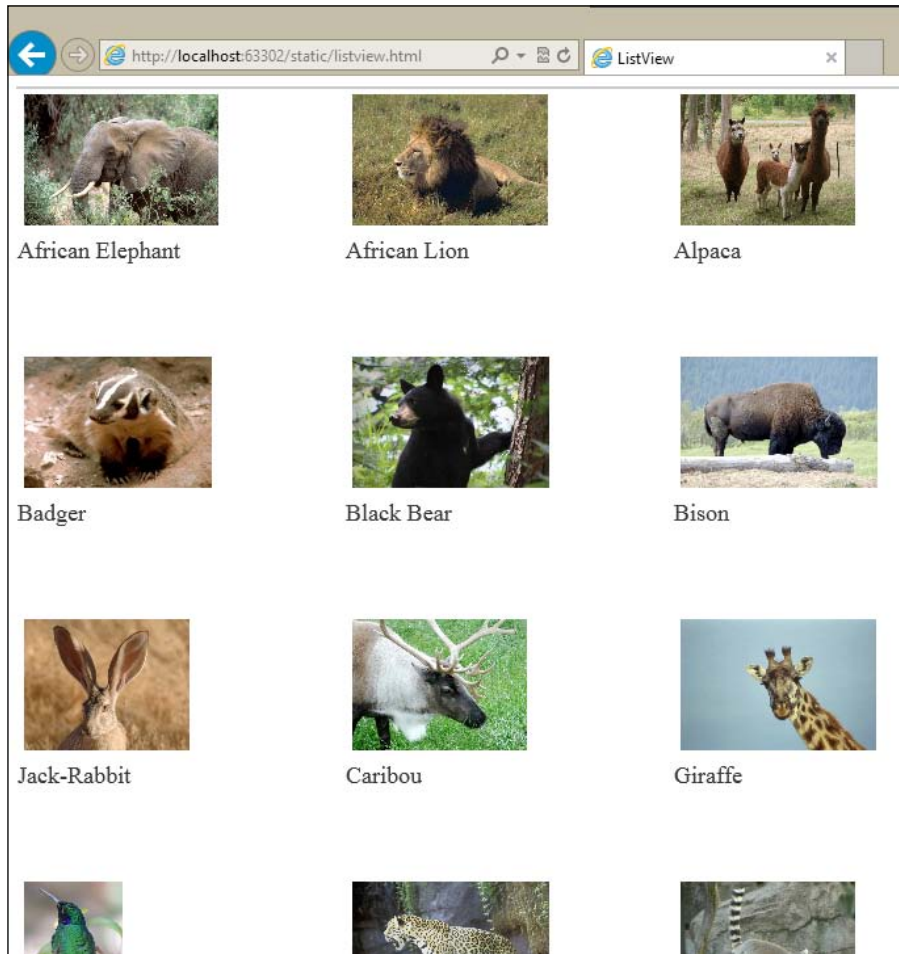 http://localhost:63302/static/listview.html
ListView
African Elephant
African Lion
Alpaca
Badger
Black Bear
Bison
Jack-Rabbit
Caribou
Giraffe